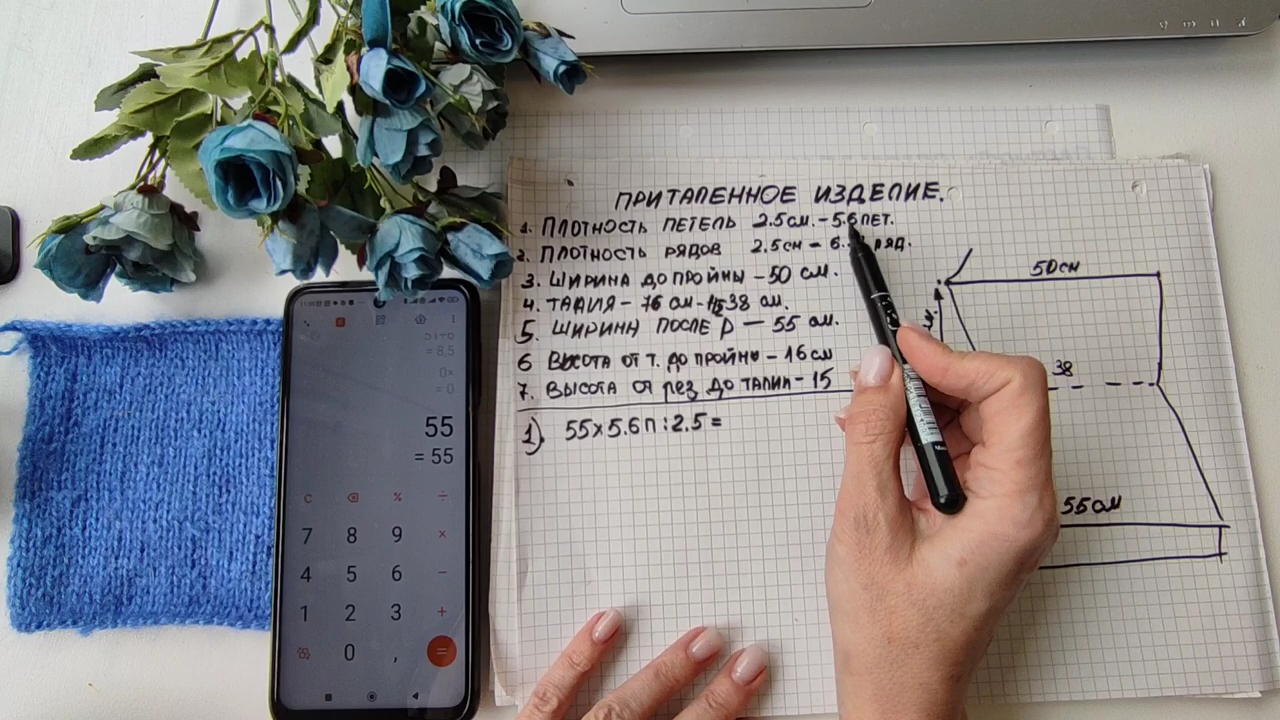 ПРИТАЛЕННОЕ ИЗДЕЛИЕ.
1. ПЛОТНОСТЬ ПЕТЕЛЬ 2.5см. – 5.6 ПЕТ.
2. ПЛОТНОСТЬ РЯДОВ 2.5см – 6. РЯД.
3. ШИРИНА ДО ПРОЙМЫ – 50 СМ.
4. ТАЛИЯ – 76 СМ – 38 СМ.
5. ШИРИНА ПОСЛЕ Р — 55 СМ.
6 ВЫСОТА ОТ Т. ДО ПРОЙМЫ – 16 СМ
7. ВЫСОТА ОТ РЕЗ ДО ТАЛИИ – 15
1). 55×5.6П:2.5=
50СМ
38
55СМ
= 8,5
0×
= 0
55
= 55
C % ÷
7 8 9 ×
4 5 6 −
1 2 3 +
0 , =